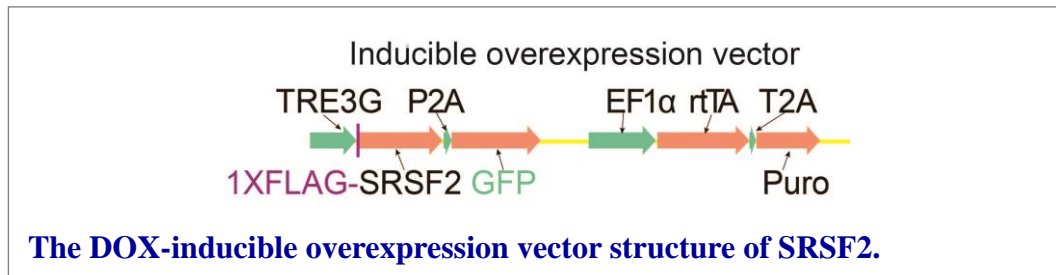 Inducible overexpression vector
TRE3G P2A EF1α rtTA T2A
1XFLAG-SRSF2 GFP Puro
The DOX-inducible overexpression vector structure of SRSF2.